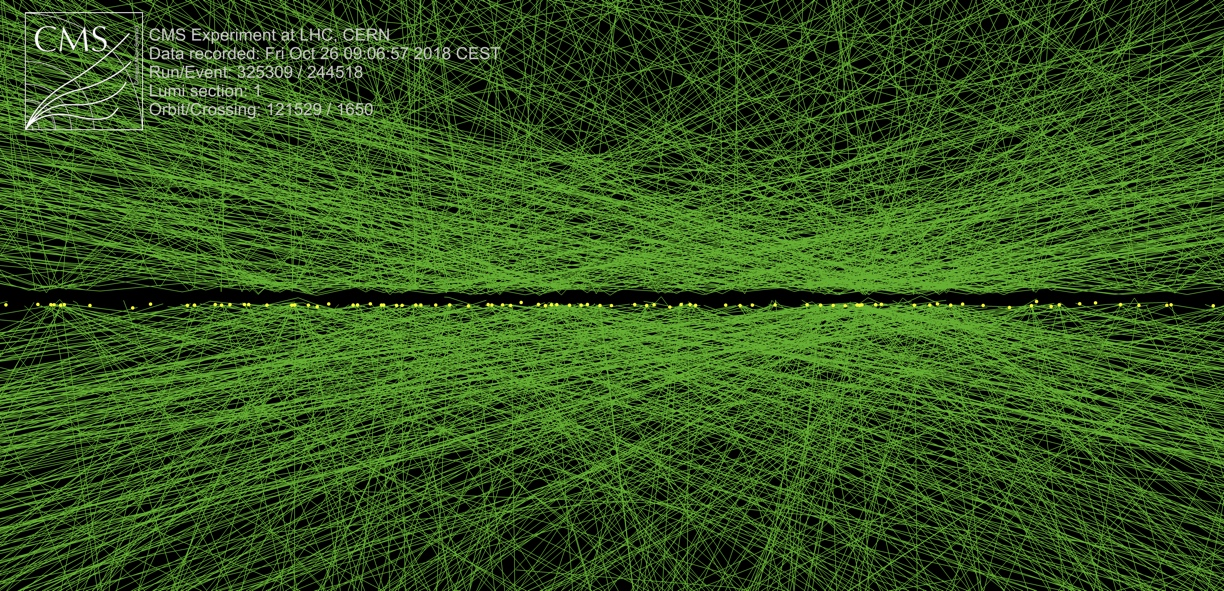 CMS
CMS Experiment at LHC, CERN
Data recorded: Fri Oct 26 09:06:57 2018 CEST
Run/Event: 325309 / 244518
Lumi section: 1
Orbit/Crossing: 121529 / 1650